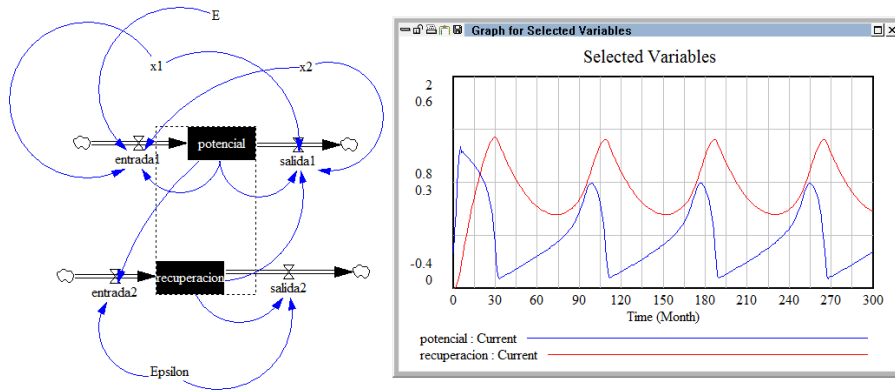 E
x1
x2
potencial
entrada1
salida1
recuperacion
entrada2
salida2
Epsilon
Graph for Selected Variables
Selected Variables
2
0.6
0.8
0.3
-0.4
0
0 30 60 90 120 150 180 210 240 270 300
Time (Month)
potencial : Current
recuperacion : Current